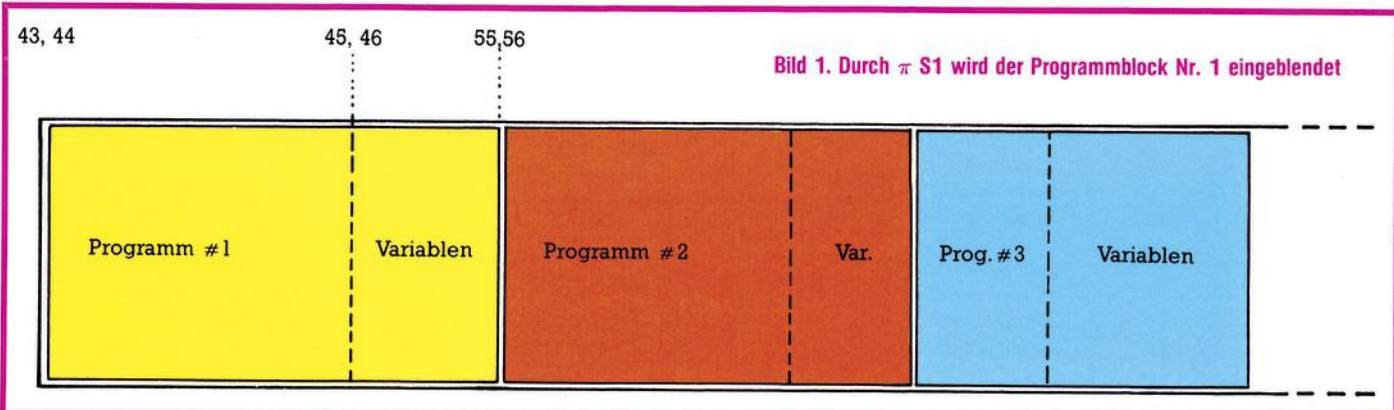 43, 44 45, 46 55,56
Bild 1. Durch π S1 wird der Programmblock Nr. 1 eingeblendet
Programm #1 Variablen Programm #2 Var. Prog. #3 Variablen